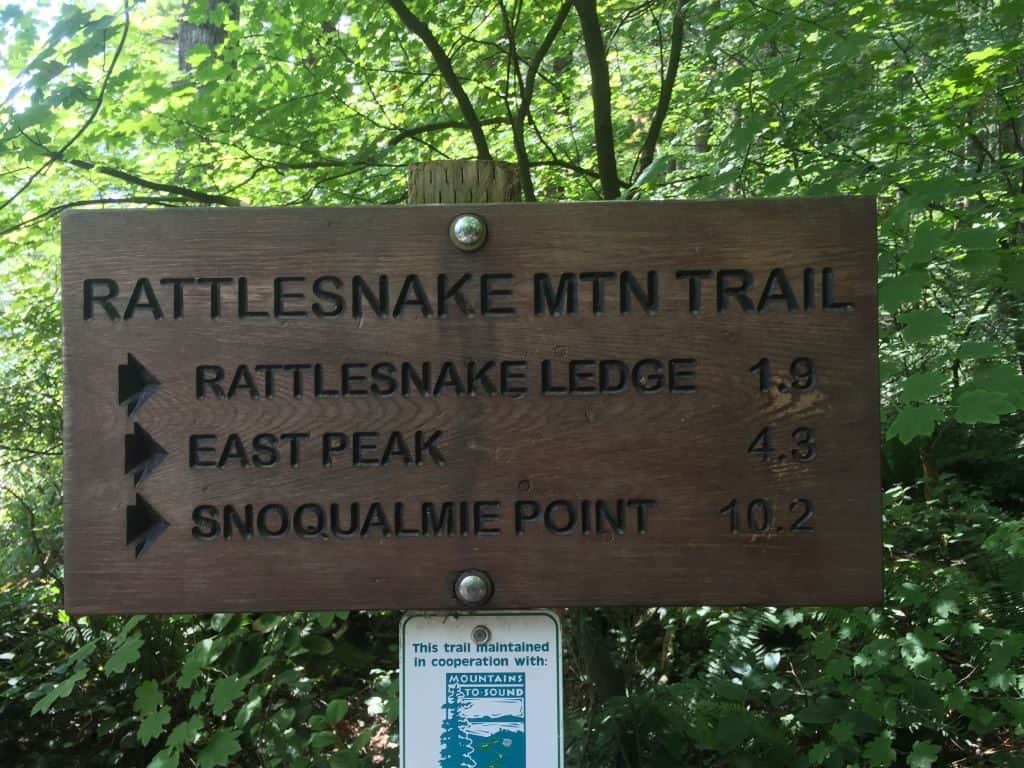 RATTLESNAKE MTN TRAIL
RATTLESNAKE LEDGE 1.9
EAST PEAK 4.3
SNOQUALMIE POINT 10.2
This trail maintained
in cooperation with:
MOUNTAINS
TO·SOUND